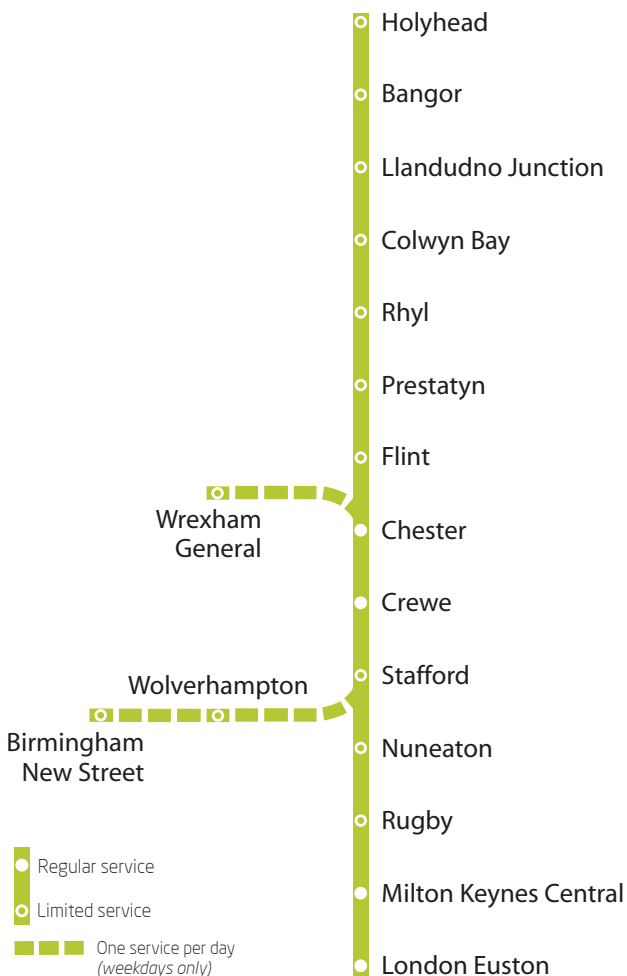 Holyhead
Bangor
Llandudno Junction
Colwyn Bay
Rhyl
Prestatyn
Flint
Wrexham
General
Chester
Crewe
Stafford
Wolverhampton
Birmingham
New Street
Nuneaton
Rugby
Milton Keynes Central
London Euston
Regular service
Limited service
One service per day
(weekdays only)